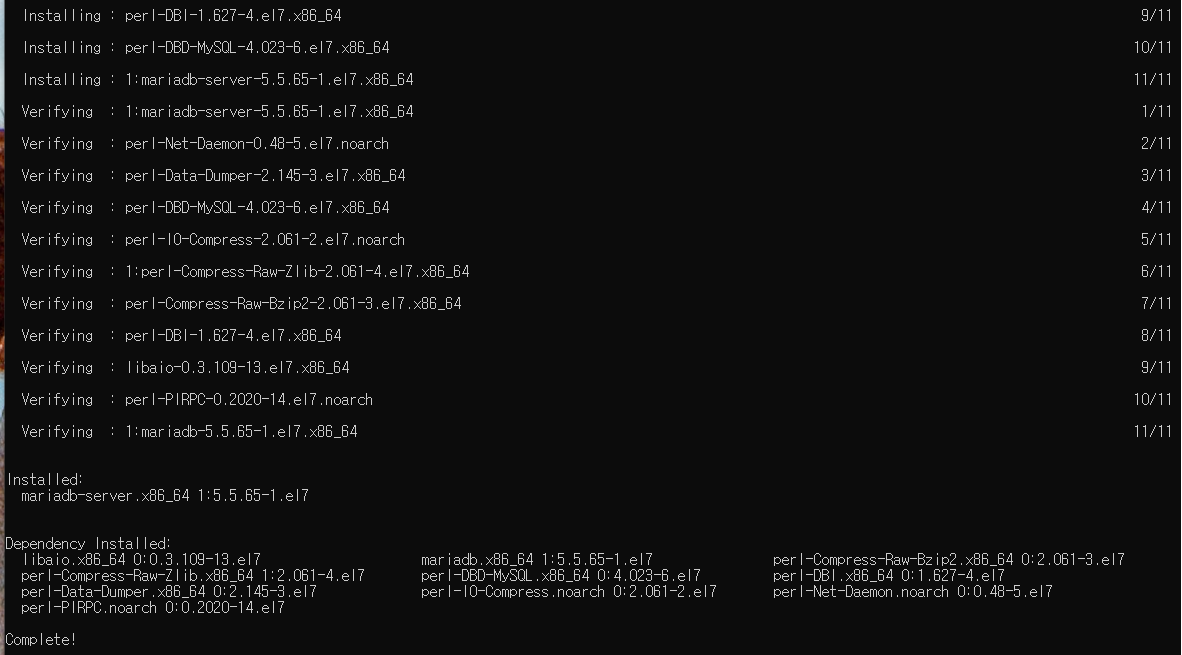 Installing : perl-DBI-1.627-4.el7.x86_64 9/11
Installing : perl-DBD-MySQL-4.023-6.el7.x86_64 10/11
Installing : 1:mariadb-server-5.5.65-1.el7.x86_64 11/11
Verifying : 1:mariadb-server-5.5.65-1.el7.x86_64 1/11
Verifying : perl-Net-Daemon-0.48-5.el7.noarch 2/11
Verifying : perl-Data-Dumper-2.145-3.el7.x86_64 3/11
Verifying : perl-DBD-MySQL-4.023-6.el7.x86_64 4/11
Verifying : perl-IO-Compress-2.061-2.el7.noarch 5/11
Verifying : 1:perl-Compress-Raw-Zlib-2.061-4.el7.x86_64 6/11
Verifying : perl-Compress-Raw-Bzip2-2.061-3.el7.x86_64 7/11
Verifying : perl-DBI-1.627-4.el7.x86_64 8/11
Verifying : libaio-0.3.109-13.el7.x86_64 9/11
Verifying : perl-PlRPC-0.2020-14.el7.noarch 10/11
Verifying : 1:mariadb-5.5.65-1.el7.x86_64 11/11
Installed:
mariadb-server.x86_64 1:5.5.65-1.el7
Dependency Installed:
libaio.x86_64 0:0.3.109-13.el7 mariadb.x86_64 1:5.5.65-1.el7 perl-Compress-Raw-Bzip2.x86_64 0:2.061-3.el7
perl-Compress-Raw-Zlib.x86_64 1:2.061-4.el7 perl-DBD-MySQL.x86_64 0:4.023-6.el7 perl-DBI.x86_64 0:1.627-4.el7
perl-Data-Dumper.x86_64 0:2.145-3.el7 perl-IO-Compress.noarch 0:2.061-2.el7 perl-Net-Daemon.noarch 0:0.48-5.el7
perl-PlRPC.noarch 0:0.2020-14.el7
Complete!